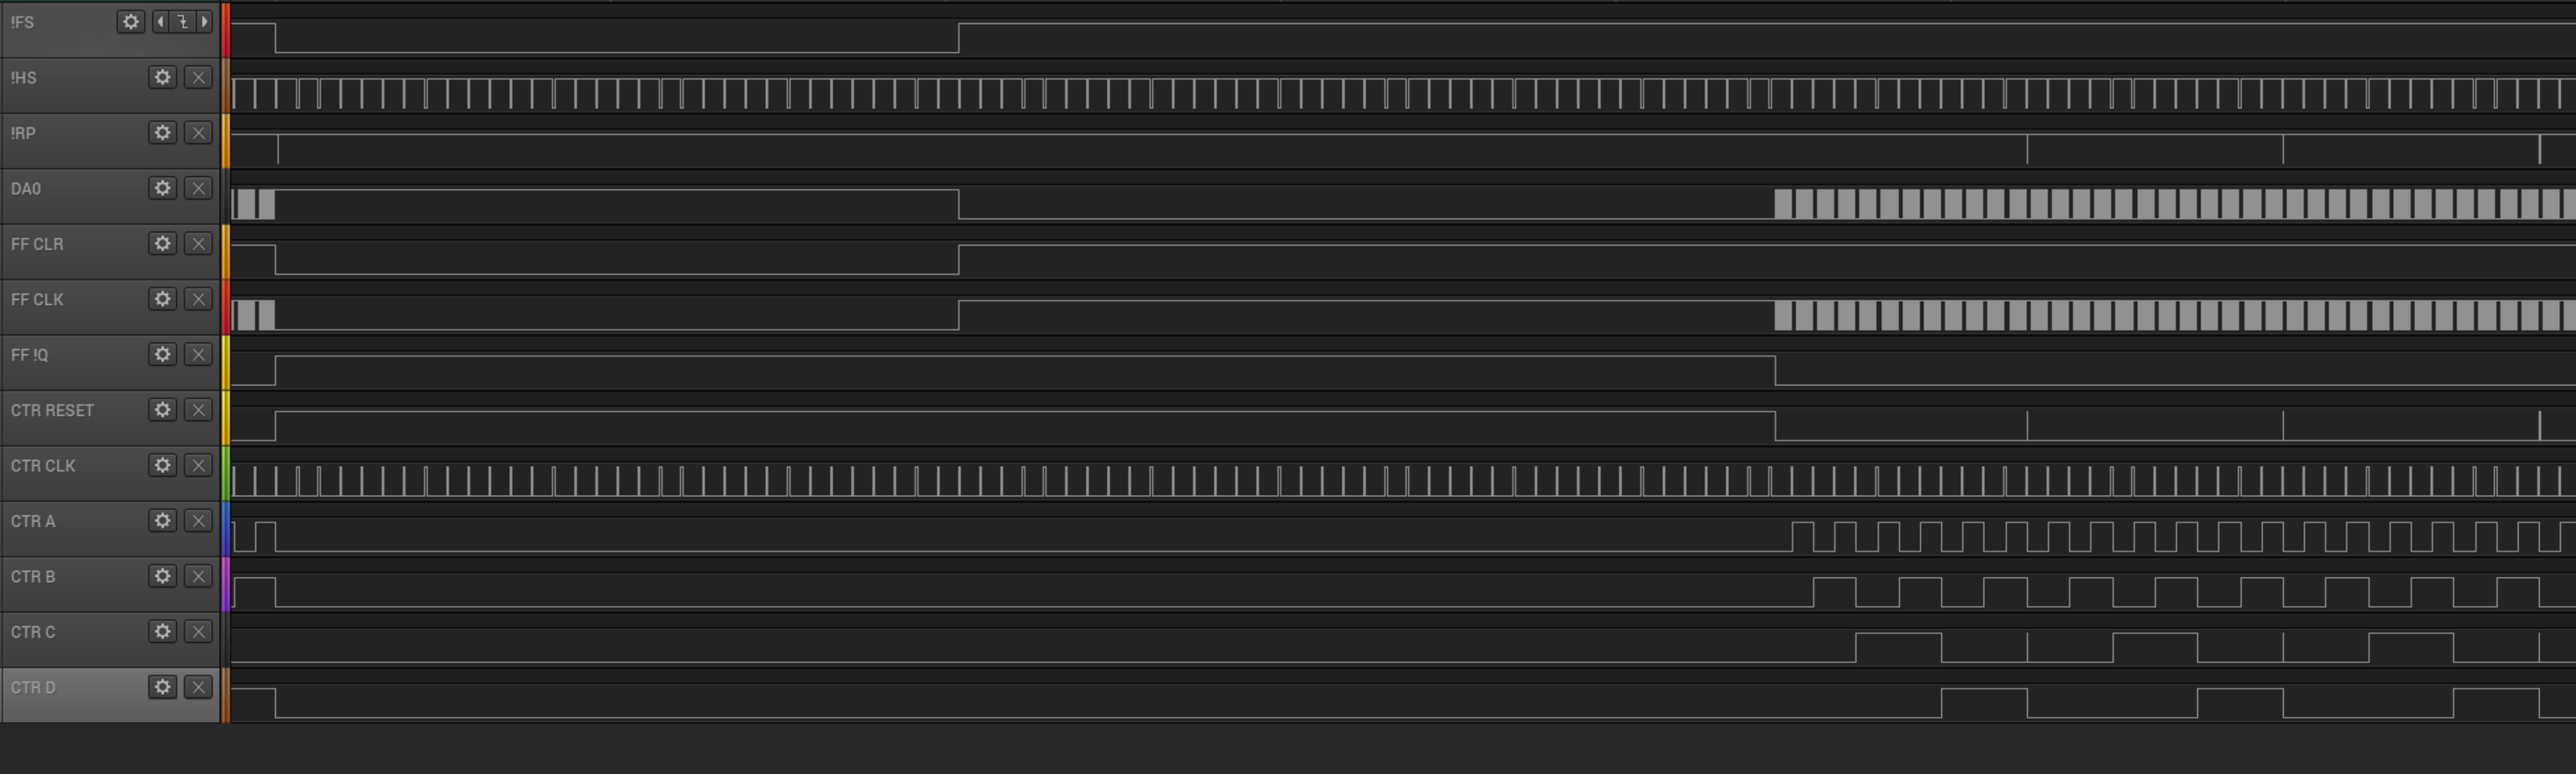 !FS
!HS
!RP
DA0
FF CLR
FF CLK
FF !Q
CTR RESET
CTR CLK
CTR A
CTR B
CTR C
CTR D